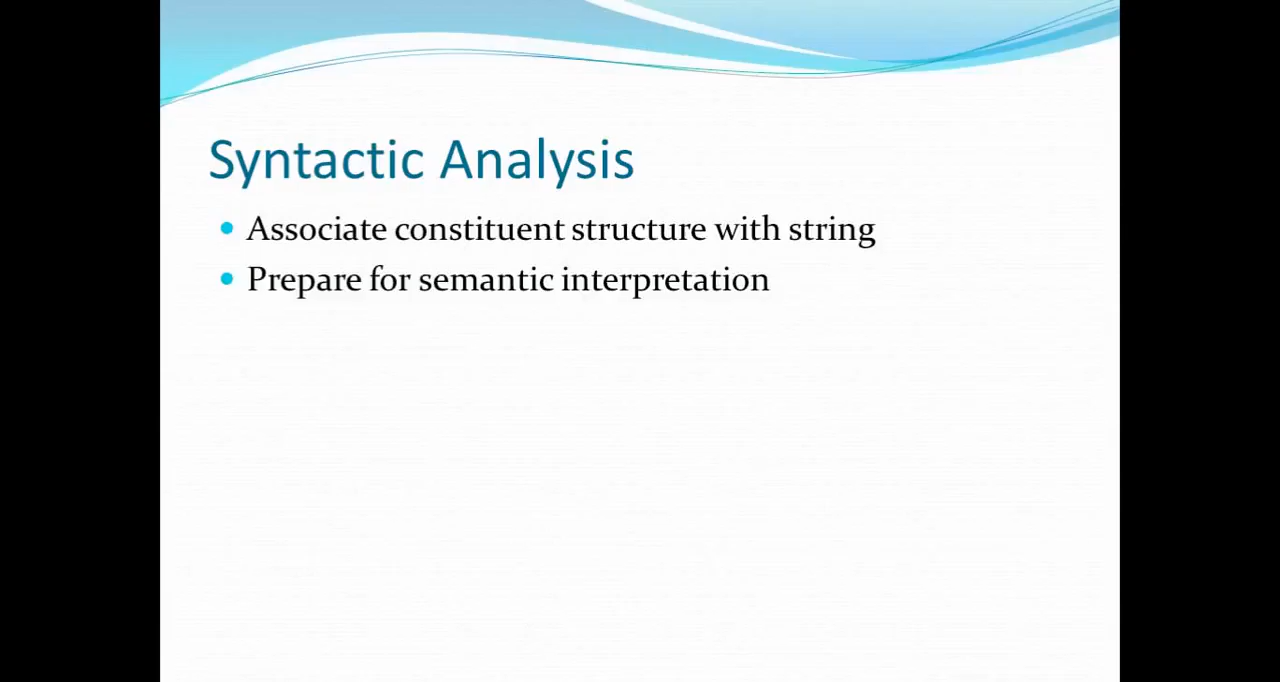 Syntactic Analysis
Associate constituent structure with string
Prepare for semantic interpretation